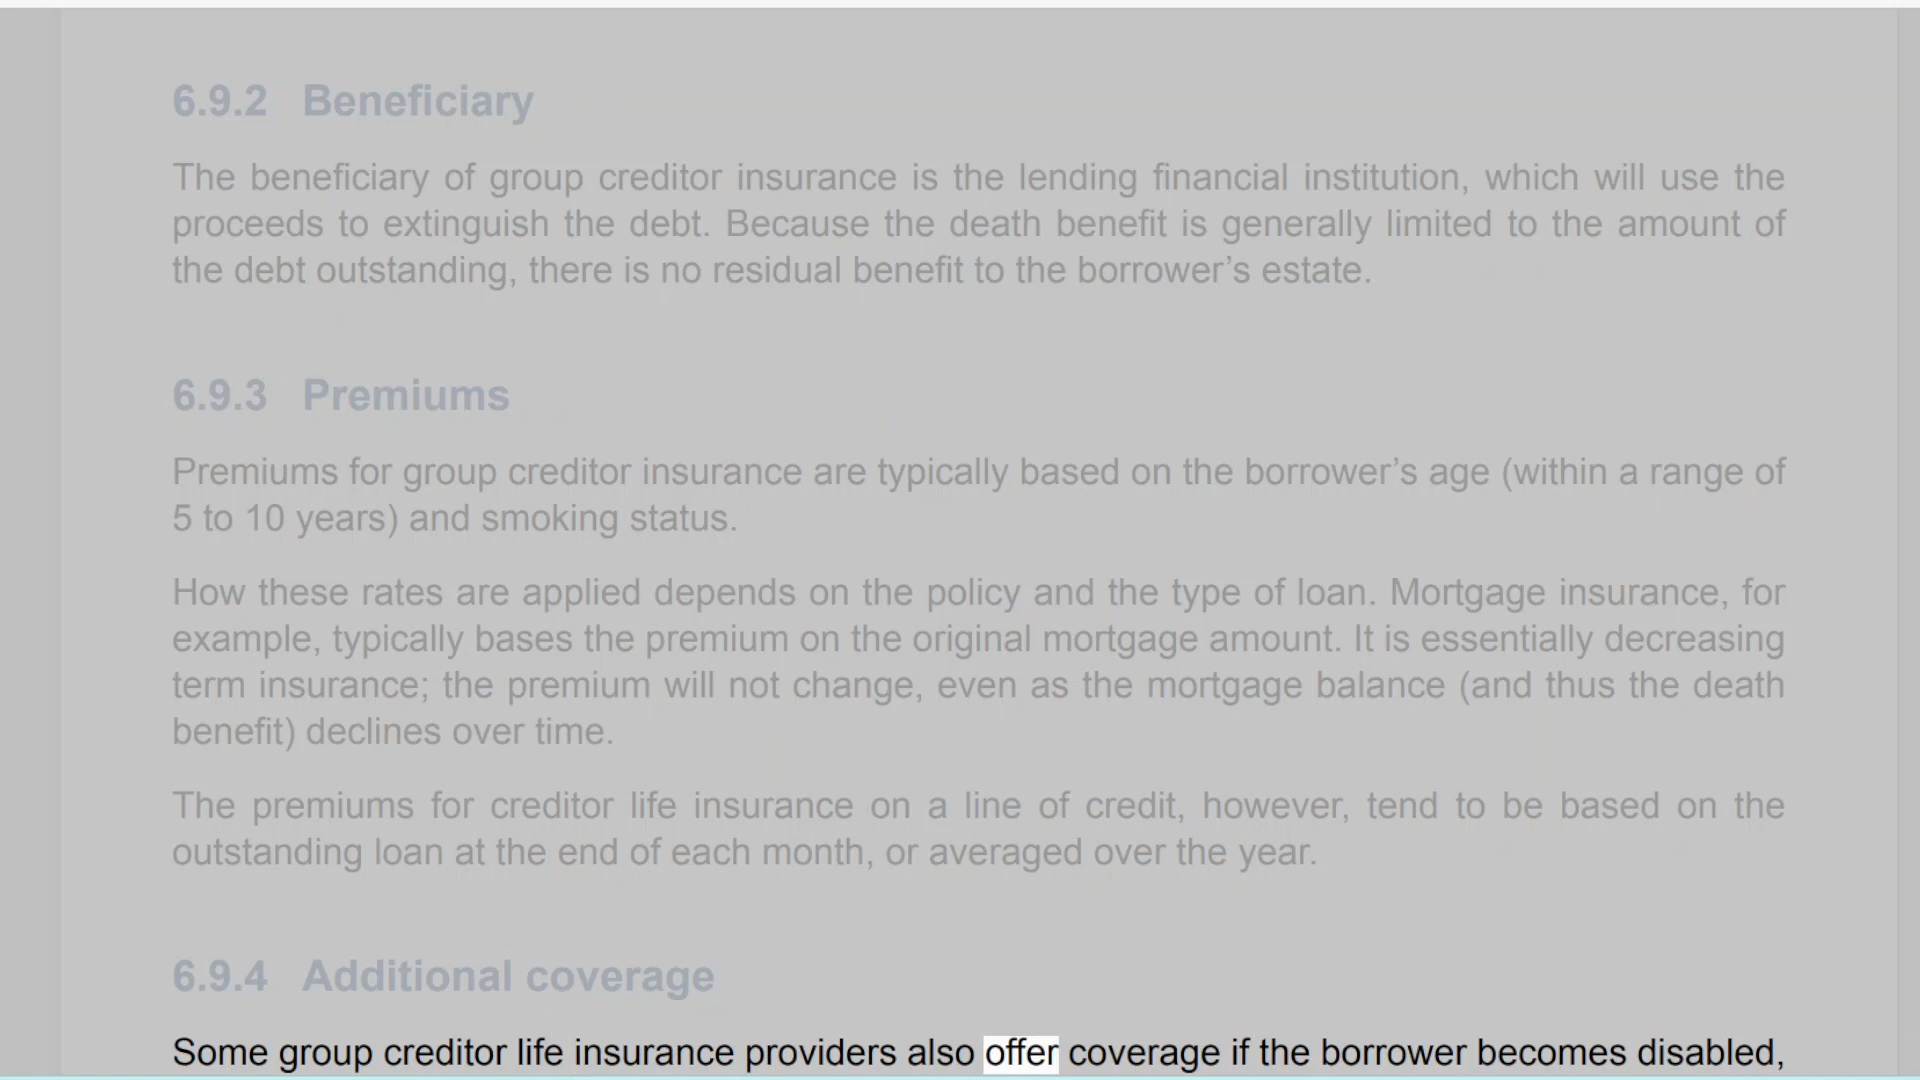 6.9.2 Beneficiary
The beneficiary of group creditor insurance is the lending financial institution, which will use the
proceeds to extinguish the debt. Because the death benefit is generally limited to the amount of
the debt outstanding, there is no residual benefit to the borrower’s estate.
6.9.3 Premiums
Premiums for group creditor insurance are typically based on the borrower’s age (within a range of
5 to 10 years) and smoking status.
How these rates are applied depends on the policy and the type of loan. Mortgage insurance, for
example, typically bases the premium on the original mortgage amount. It is essentially decreasing
term insurance; the premium will not change, even as the mortgage balance (and thus the death
benefit) declines over time.
The premiums for creditor life insurance on a line of credit, however, tend to be based on the
outstanding loan at the end of each month, or averaged over the year.
6.9.4 Additional coverage
Some group creditor life insurance providers also offer coverage if the borrower becomes disabled,